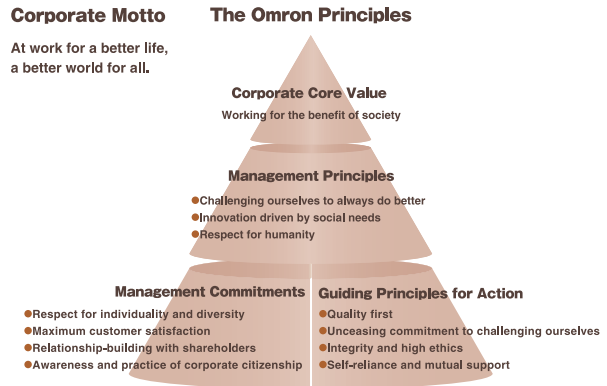 Corporate Motto
At work for a better life,
a better world for all.
The Omron Principles
Corporate Core Value
Working for the benefit of society
Management Principles
●Challenging ourselves to always do better
●Innovation driven by social needs
●Respect for humanity
Management Commitments
●Respect for individuality and diversity
●Maximum customer satisfaction
●Relationship-building with shareholders
●Awareness and practice of corporate citizenship
Guiding Principles for Action
●Quality first
●Unceasing commitment to challenging ourselves
●Integrity and high ethics
●Self-reliance and mutual support